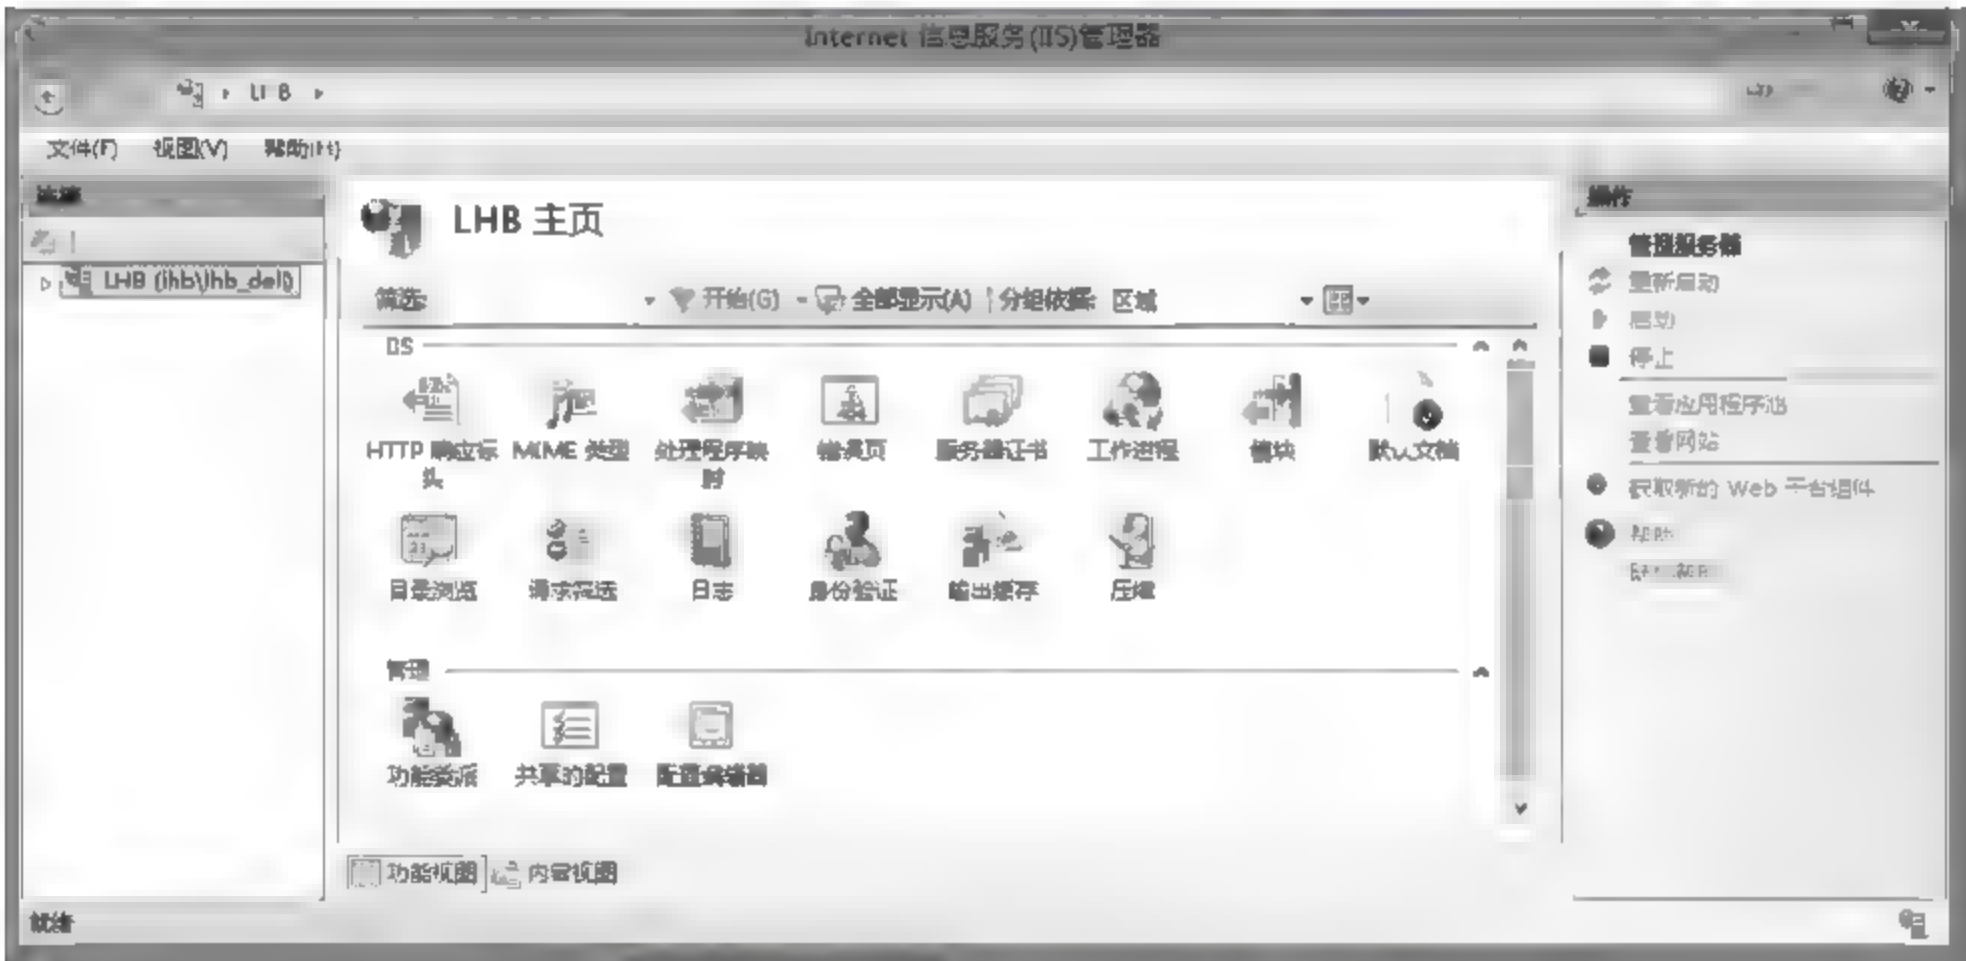 Internet 信息服务(IIS)管理器
LHB
文件(F) 视图(V) 帮助(H)
连接
LHB (lhb\lhb_dell)
LHB 主页
筛选: 开始(G) 全部显示(A) 分组依据: 区域
IIS
HTTP 响应标头 MIME 类型 处理程序映射 错误页 服务器证书 工作进程 模块 默认文档
目录浏览 请求筛选 日志 身份验证 输出缓存 压缩
管理
功能委派 共享的配置 配置编辑器
功能视图 内容视图
操作
管理服务器
重新启动
启动
停止
查看应用程序池
查看网站
获取新的 Web 平台组件
帮助
就绪